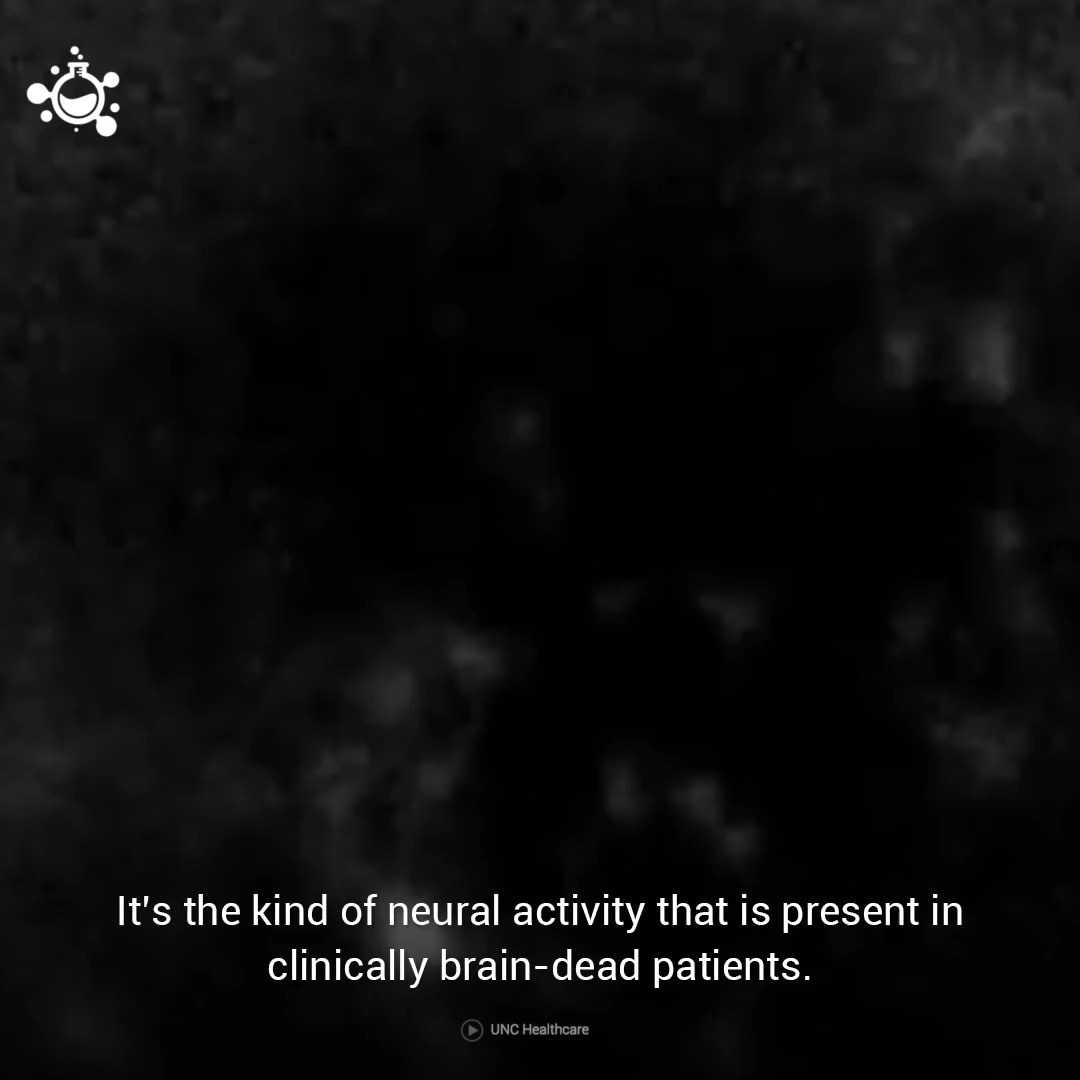 It's the kind of neural activity that is present in
clinically brain-dead patients.
UNC Healthcare